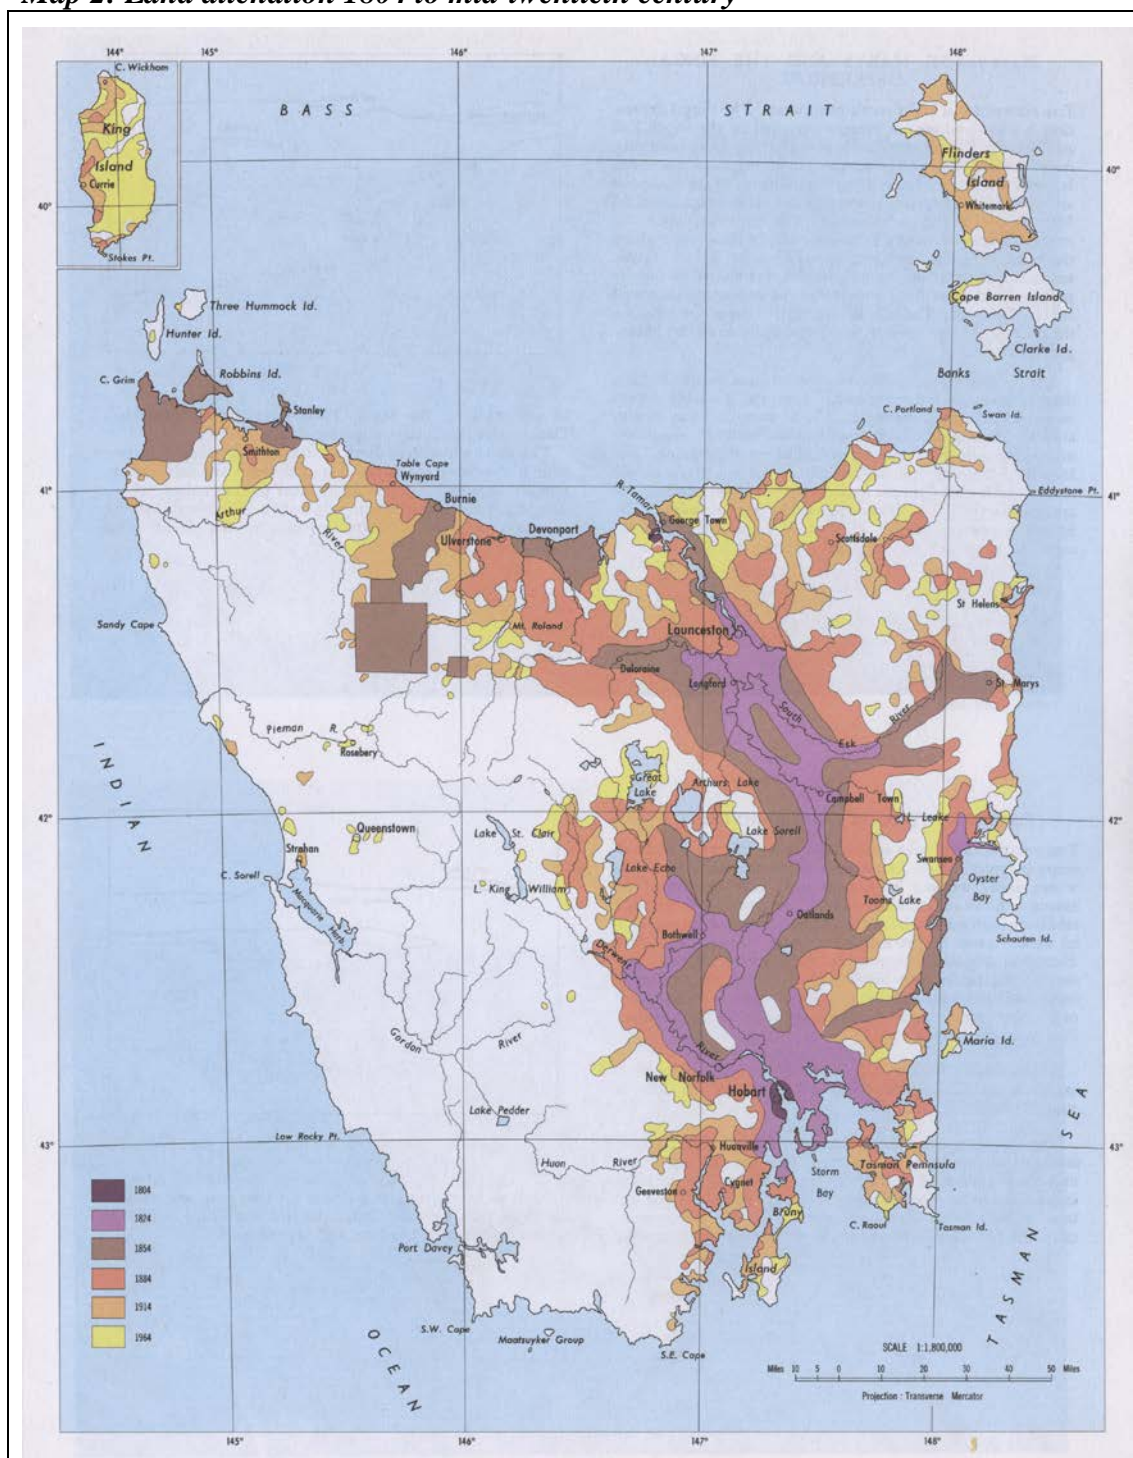 Map 2: Land alienation 1804 to mid twentieth century
144°
145°
146°
147°
148°
C. Wickham
King
Island
Currie
Stokes Pt.
BASS
STRAIT
Flinders
Island
Whitemark
40°
40°
Cape Barren Island
Clarke Id.
Banks Strait
Three Hummock Id.
Hunter Id.
Robbins Id.
C. Grim
Stanley
Smithton
C. Portland
Swan Id.
Table Cape
Wynyard
Burnie
41°
41°
Eddystone Pt.
Arthur
River
Ulverstone
Devonport
R. Tamar
George Town
Scottsdale
St Helens
Sandy Cape
Mt. Roland
Launceston
Deloraine
Longford
St Marys
South
Esk
River
Pieman R.
Rosebery
Great
Lake
Arthurs Lake
Campbell Town
L. Leake
42°
42°
Queenstown
Lake St. Clair
Lake Sorell
Strahan
Lake Echo
Swansea
C. Sorell
L. King William
Tooms Lake
Oyster
Bay
Macquarie Harb.
Oatlands
Bothwell
Schouten Id.
Derwent
River
Gordon
River
Maria Id.
New Norfolk
Hobart
Lake Pedder
43°
43°
Low Rocky Pt.
Huon River
Huonville
Storm
Bay
Tasman Peninsula
Geeveston
Cygnet
Bruny
Island
C. Raoul
Tasman Id.
Port Davey
S.W. Cape
Maatsuyker Group
S.E. Cape
INDIAN
OCEAN
TASMAN
SEA
1804
1824
1854
1884
1914
1964
SCALE 1:1,800,000
Miles 10 5 0 10 20 30 40 50 Miles
Projection : Transverse Mercator
145°
146°
147°
148°